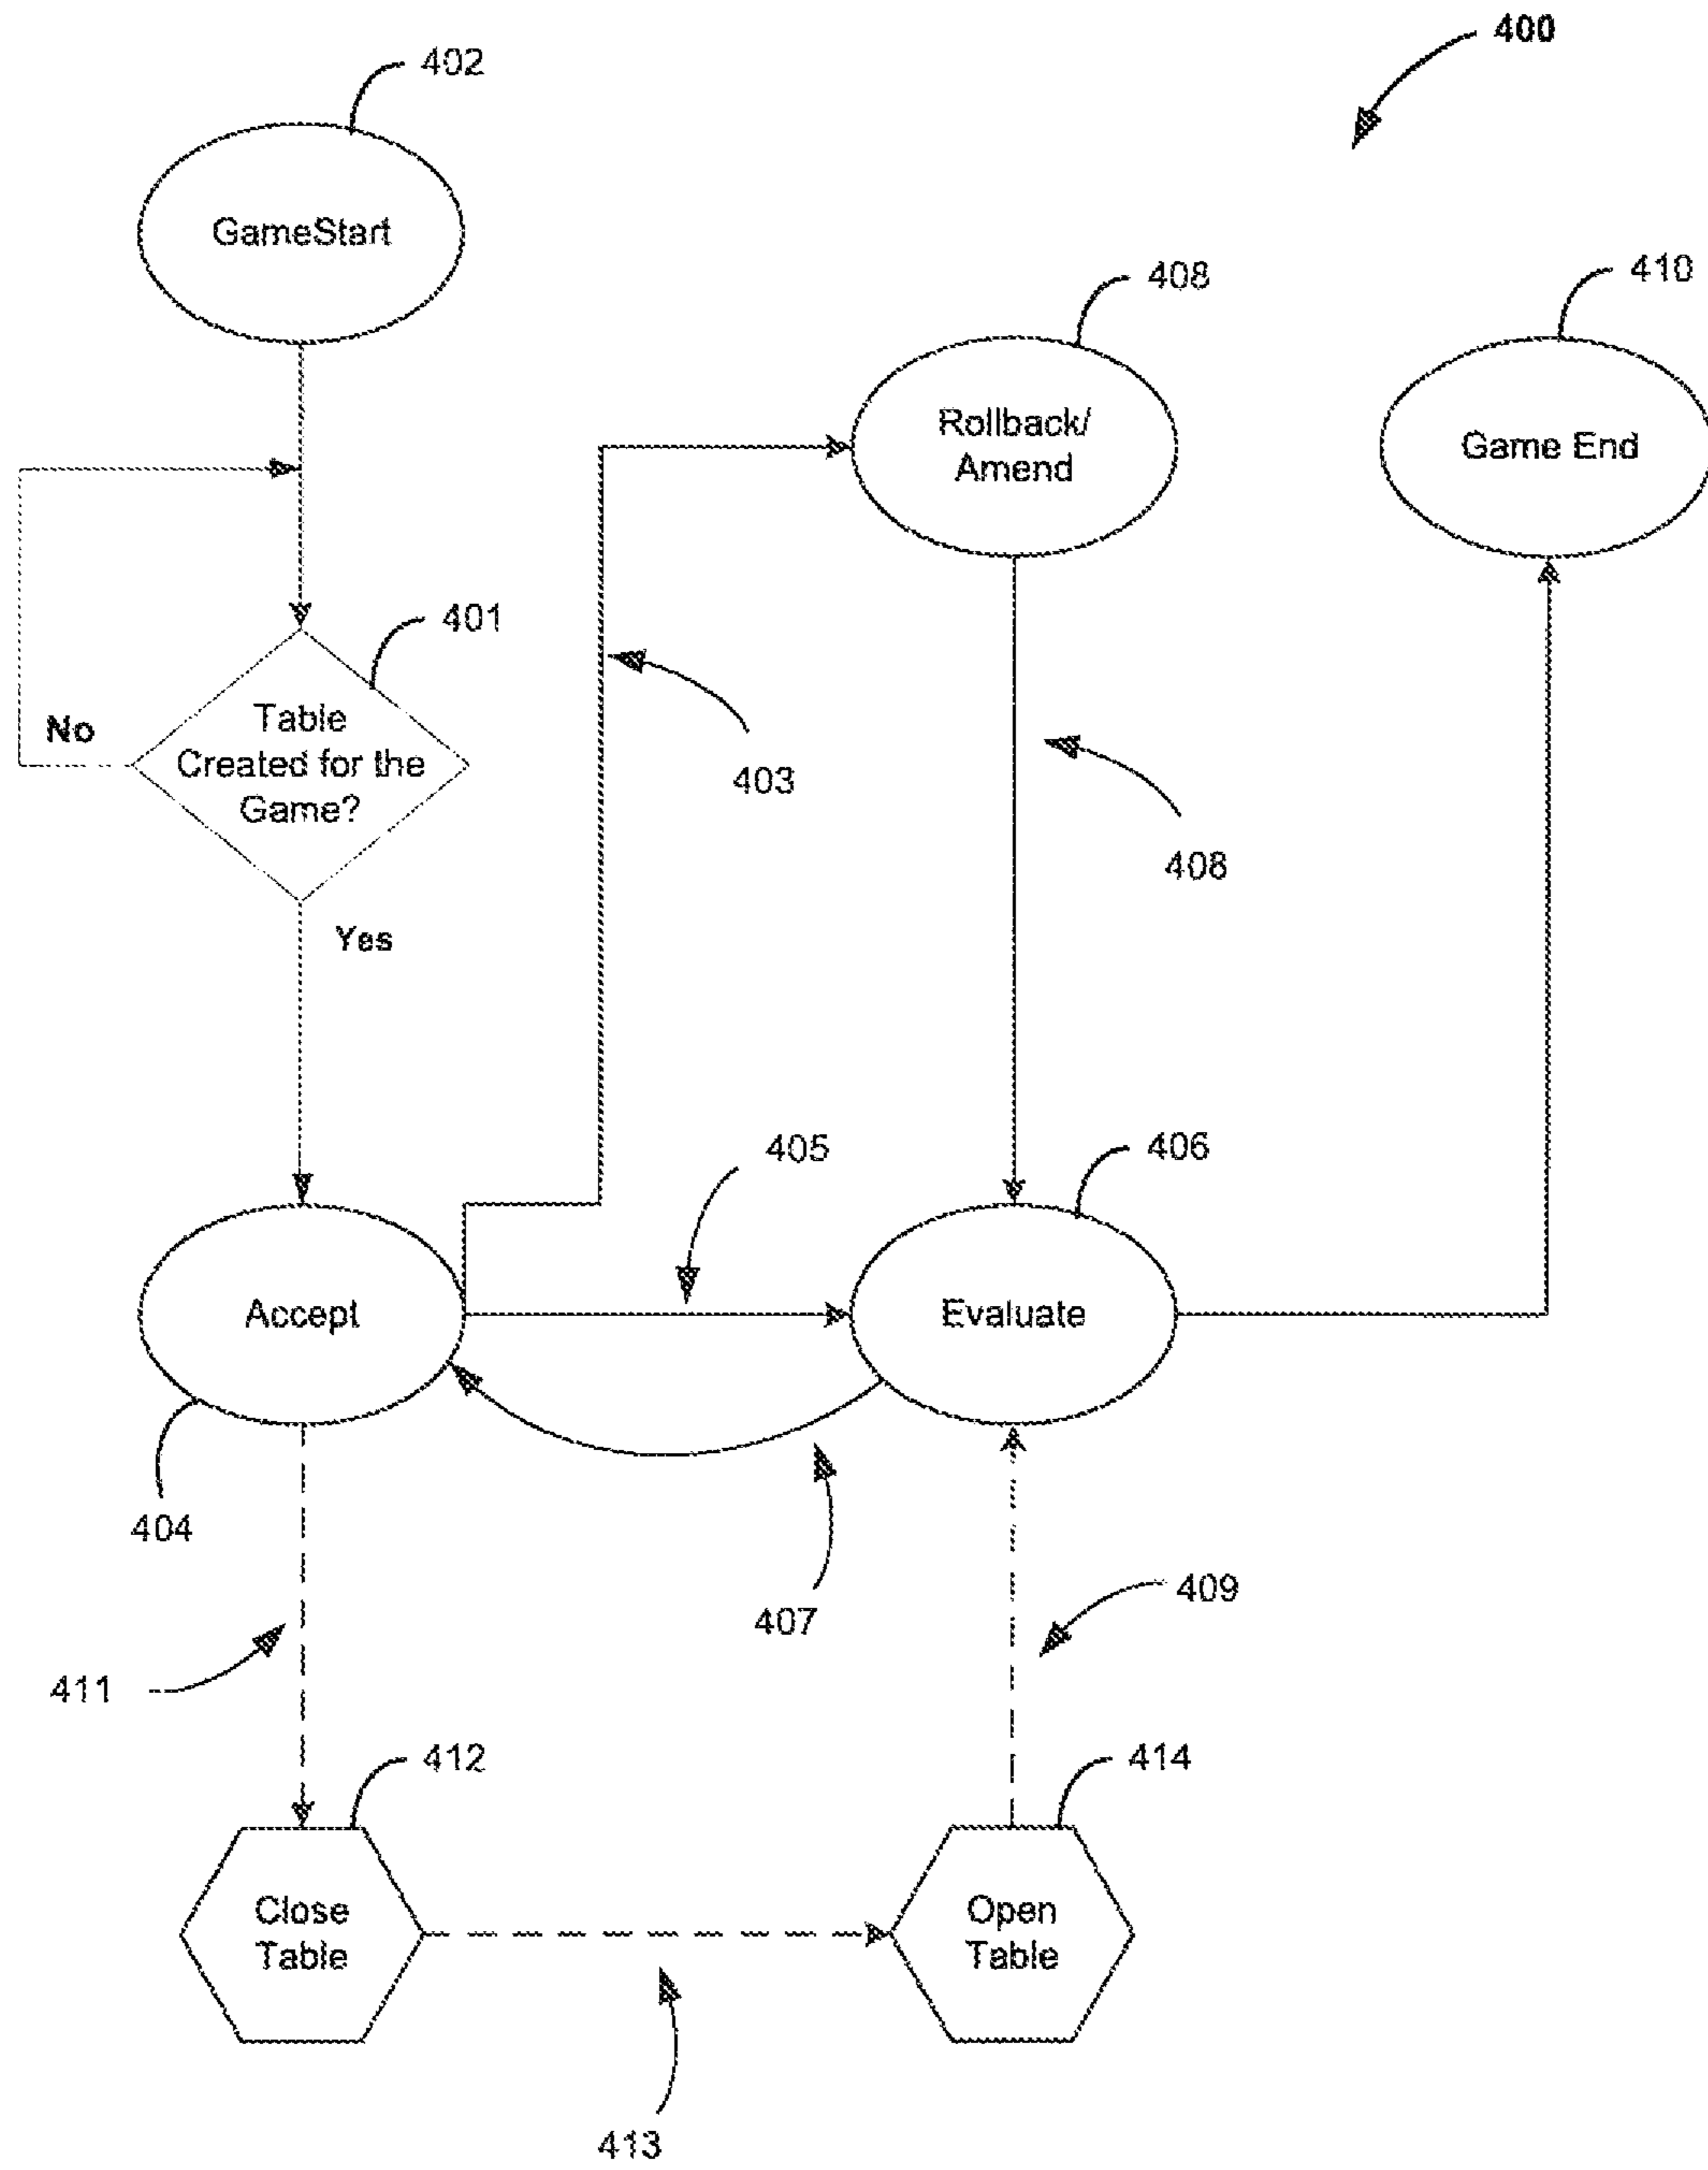 400
402
GameStart
408
410
Rollback/
Amend
Game End
401
No
Table
Created for the
Game?
403
408
Yes
405
406
Accept
Evaluate
404
407
409
411
412
414
Close
Table
Open
Table
413